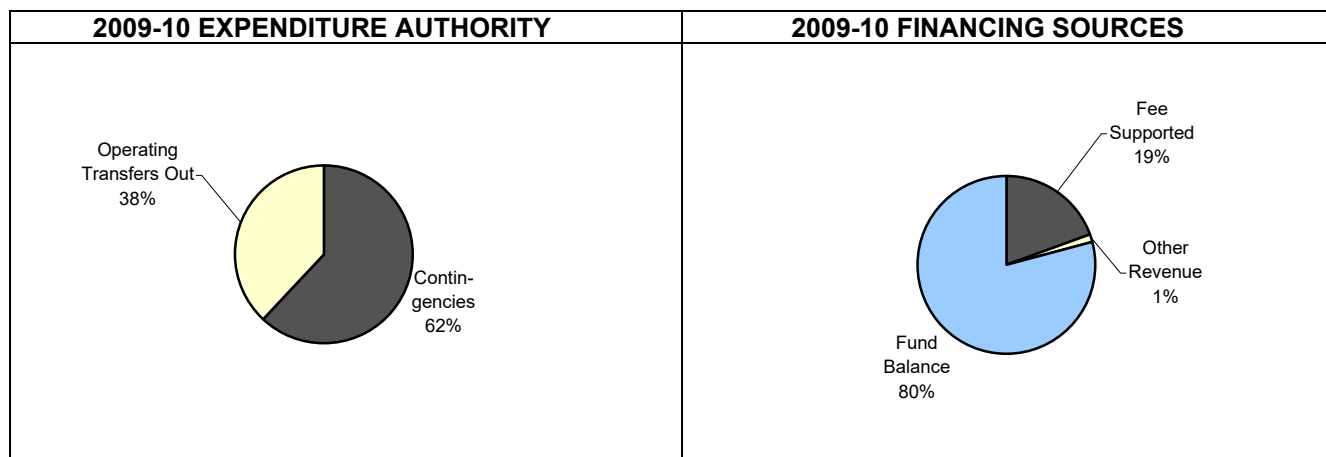 2009-10 EXPENDITURE AUTHORITY
Operating
Transfers Out
38%
Contin-
gencies
62%
2009-10 FINANCING SOURCES
Fee
Supported
19%
Other
Revenue
1%
Fund
Balance
80%